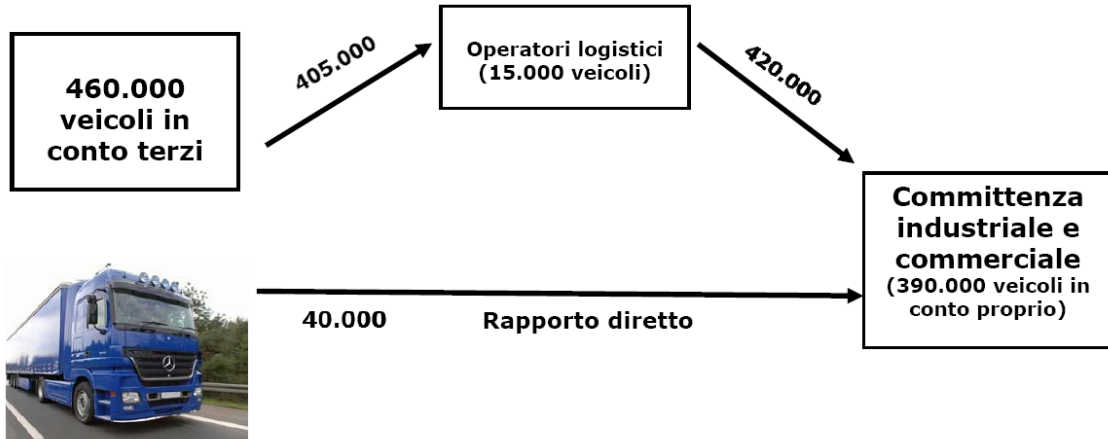 460.000
veicoli in
conto terzi
405.000
Operatori logistici
(15.000 veicoli)
420.000
Committenza
industriale e
commerciale
(390.000 veicoli in
conto proprio)
40.000 Rapporto diretto